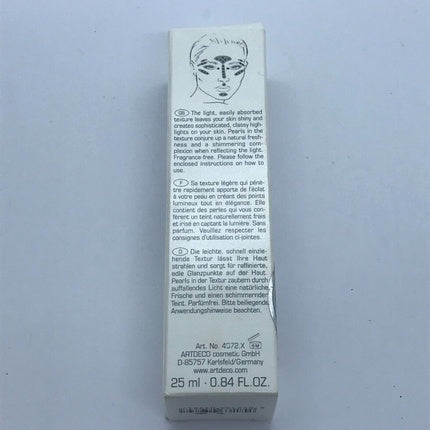 GB The light, easily absorbed
texture leaves your skin shiny and
creates sophisticated, classy high-
lights on your skin. Pearls in the
texture conjure up a natural fresh-
ness and a shimmering com-
plexion when reflecting the light.
Fragrance free. Please follow the
enclosed instructions on how to
use.
F Sa texture légère qui péné-
tre rapidement apporte de l'éclat
à votre peau en créant des points
lumineux tout en élégance. Elle
contient des perles qui vous con-
fèrent un teint naturellement frais
et irisé en captant la lumière. Sans
parfum. Veuillez respecter les
consignes d'utilisation ci-jointes.
D Die leichte, schnell einzie-
hende Textur lässt Ihre Haut
strahlen und sorgt für raffinierte,
edle Glanzpunkte auf der Haut.
Pearls in der Textur zaubern durch
auffallendes Licht eine natürliche
Frische und einen schimmernden
Teint. Parfümfrei. Bitte beiliegende
Anwendungshinweise beachten.
Art. No. 4972.X 6 M
ARTDECO cosmetic GmbH
D-85757 Karlsfeld/Germany
www.artdeco.com
25 ml · 0.84 FL.OZ.